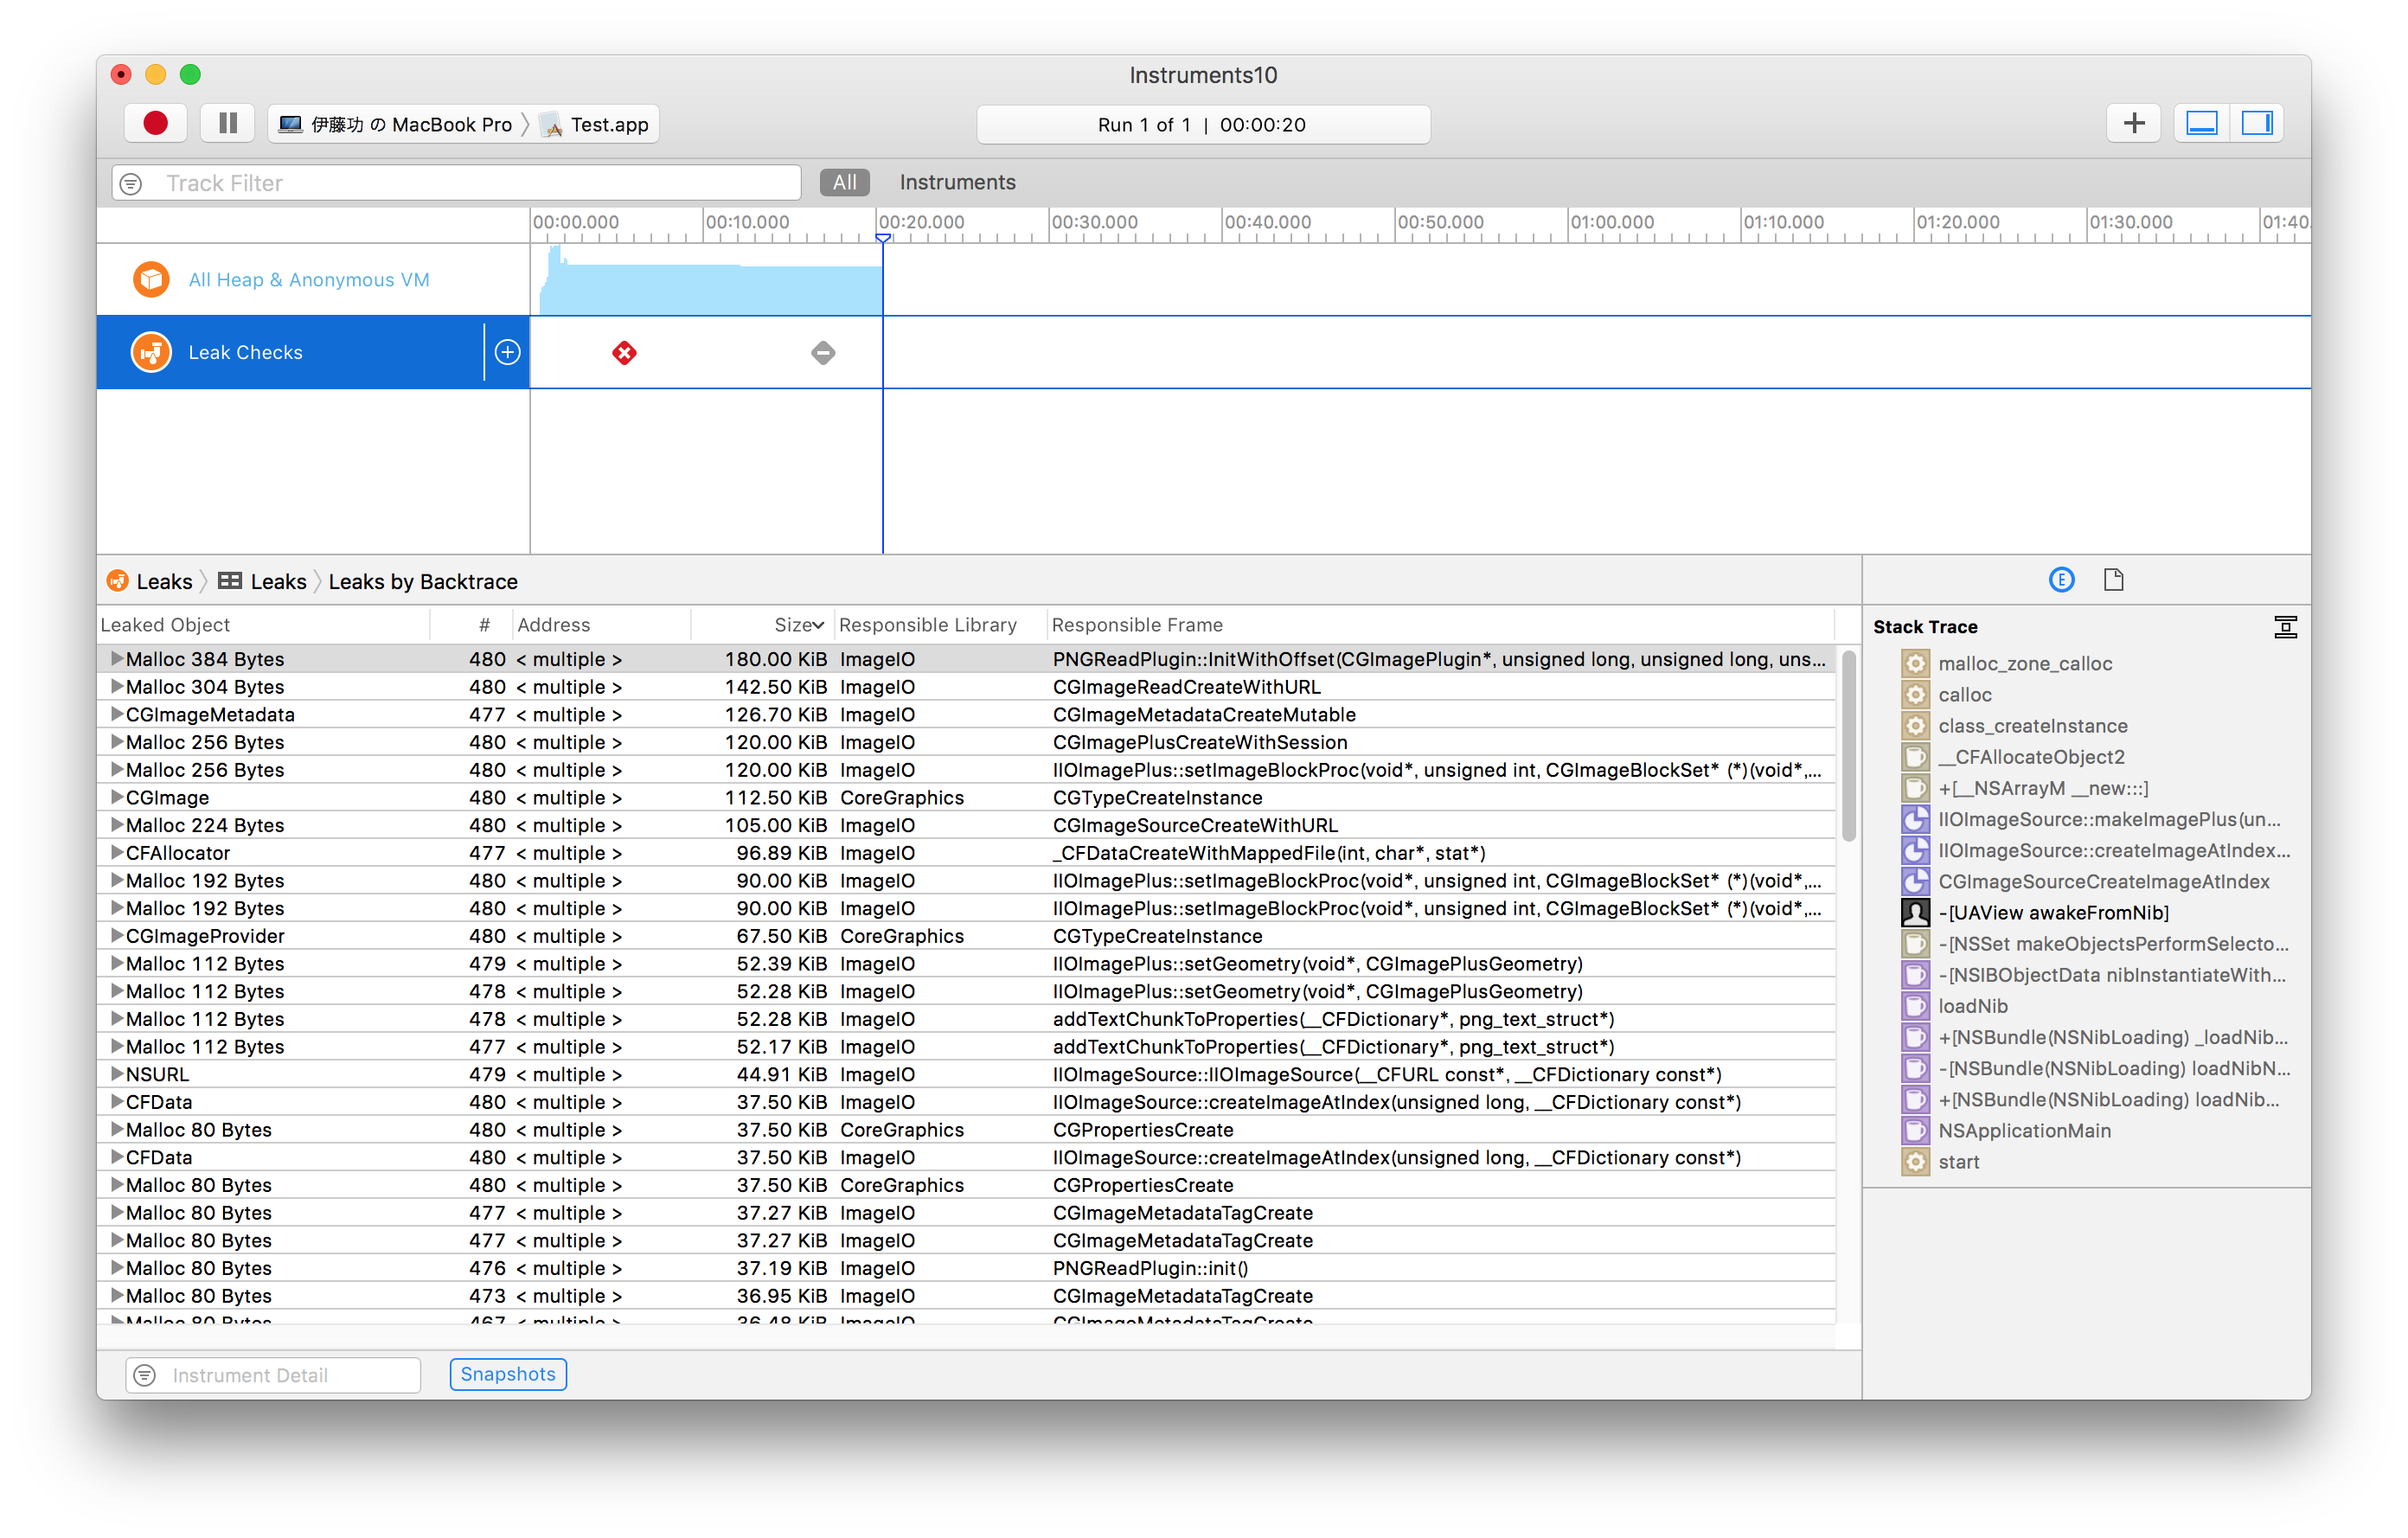 Instruments10
伊藤功 の MacBook Pro Test.app
Run 1 of 1 | 00:00:20
Track Filter All Instruments
00:00.000 00:10.000 00:20.000 00:30.000 00:40.000 00:50.000 01:00.000 01:10.000 01:20.000 01:30.000 01:40.
All Heap & Anonymous VM
Leak Checks
Leaks Leaks Leaks by Backtrace
Leaked Object # Address Size Responsible Library Responsible Frame
Malloc 384 Bytes 480 < multiple > 180.00 KiB ImageIO PNGReadPlugin::InitWithOffset(CGImagePlugin*, unsigned long, unsigned long, uns...
Malloc 304 Bytes 480 < multiple > 142.50 KiB ImageIO CGImageReadCreateWithURL
CGImageMetadata 477 < multiple > 126.70 KiB ImageIO CGImageMetadataCreateMutable
Malloc 256 Bytes 480 < multiple > 120.00 KiB ImageIO CGImagePlusCreateWithSession
Malloc 256 Bytes 480 < multiple > 120.00 KiB ImageIO IIOImagePlus::setImageBlockProc(void*, unsigned int, CGImageBlockSet* (*)(void*,...
CGImage 480 < multiple > 112.50 KiB CoreGraphics CGTypeCreateInstance
Malloc 224 Bytes 480 < multiple > 105.00 KiB ImageIO CGImageSourceCreateWithURL
CFAllocator 477 < multiple > 96.89 KiB ImageIO _CFDataCreateWithMappedFile(int, char*, stat*)
Malloc 192 Bytes 480 < multiple > 90.00 KiB ImageIO IIOImagePlus::setImageBlockProc(void*, unsigned int, CGImageBlockSet* (*)(void*,...
Malloc 192 Bytes 480 < multiple > 90.00 KiB ImageIO IIOImagePlus::setImageBlockProc(void*, unsigned int, CGImageBlockSet* (*)(void*,...
CGImageProvider 480 < multiple > 67.50 KiB CoreGraphics CGTypeCreateInstance
Malloc 112 Bytes 479 < multiple > 52.39 KiB ImageIO IIOImagePlus::setGeometry(void*, CGImagePlusGeometry)
Malloc 112 Bytes 478 < multiple > 52.28 KiB ImageIO IIOImagePlus::setGeometry(void*, CGImagePlusGeometry)
Malloc 112 Bytes 478 < multiple > 52.28 KiB ImageIO addTextChunkToProperties(__CFDictionary*, png_text_struct*)
Malloc 112 Bytes 477 < multiple > 52.17 KiB ImageIO addTextChunkToProperties(__CFDictionary*, png_text_struct*)
NSURL 479 < multiple > 44.91 KiB ImageIO IIOImageSource::IIOImageSource(__CFURL const*, __CFDictionary const*)
CFData 480 < multiple > 37.50 KiB ImageIO IIOImageSource::createImageAtIndex(unsigned long, __CFDictionary const*)
Malloc 80 Bytes 480 < multiple > 37.50 KiB CoreGraphics CGPropertiesCreate
CFData 480 < multiple > 37.50 KiB ImageIO IIOImageSource::createImageAtIndex(unsigned long, __CFDictionary const*)
Malloc 80 Bytes 480 < multiple > 37.50 KiB CoreGraphics CGPropertiesCreate
Malloc 80 Bytes 477 < multiple > 37.27 KiB ImageIO CGImageMetadataTagCreate
Malloc 80 Bytes 477 < multiple > 37.27 KiB ImageIO CGImageMetadataTagCreate
Malloc 80 Bytes 476 < multiple > 37.19 KiB ImageIO PNGReadPlugin::init()
Malloc 80 Bytes 473 < multiple > 36.95 KiB ImageIO CGImageMetadataTagCreate
Malloc 80 Bytes 467 < multiple > 36.48 KiB ImageIO CGImageMetadataTagCreate
Instrument Detail Snapshots
E
Stack Trace
malloc_zone_calloc
calloc
class_createInstance
__CFAllocateObject2
+[__NSArrayM __new:::]
IIOImageSource::makeImagePlus(un...
IIOImageSource::createImageAtIndex...
CGImageSourceCreateImageAtIndex
-[UAView awakeFromNib]
-[NSSet makeObjectsPerformSelecto...
-[NSIBObjectData nibInstantiateWith...
loadNib
+[NSBundle(NSNibLoading) _loadNib...
-[NSBundle(NSNibLoading) loadNibN...
+[NSBundle(NSNibLoading) loadNib...
NSApplicationMain
start